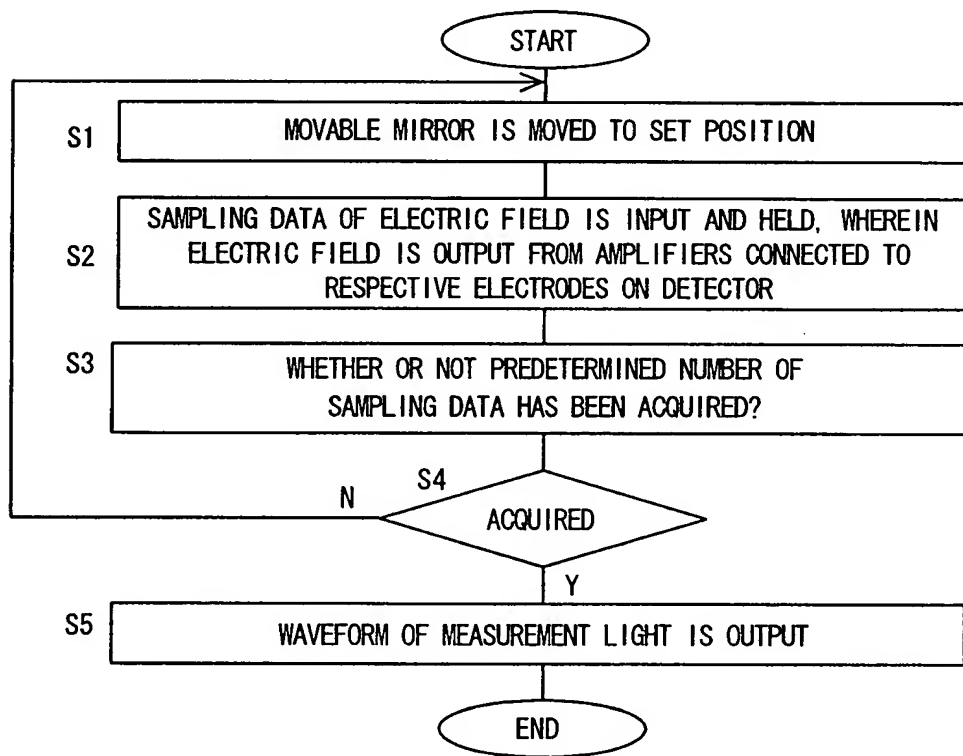 START
S1
MOVABLE MIRROR IS MOVED TO SET POSITION
S2
SAMPLING DATA OF ELECTRIC FIELD IS INPUT AND HELD, WHEREIN
ELECTRIC FIELD IS OUTPUT FROM AMPLIFIERS CONNECTED TO
RESPECTIVE ELECTRODES ON DETECTOR
S3
WHETHER OR NOT PREDETERMINED NUMBER OF
SAMPLING DATA HAS BEEN ACQUIRED?
S4
N
ACQUIRED
Y
S5
WAVEFORM OF MEASUREMENT LIGHT IS OUTPUT
END